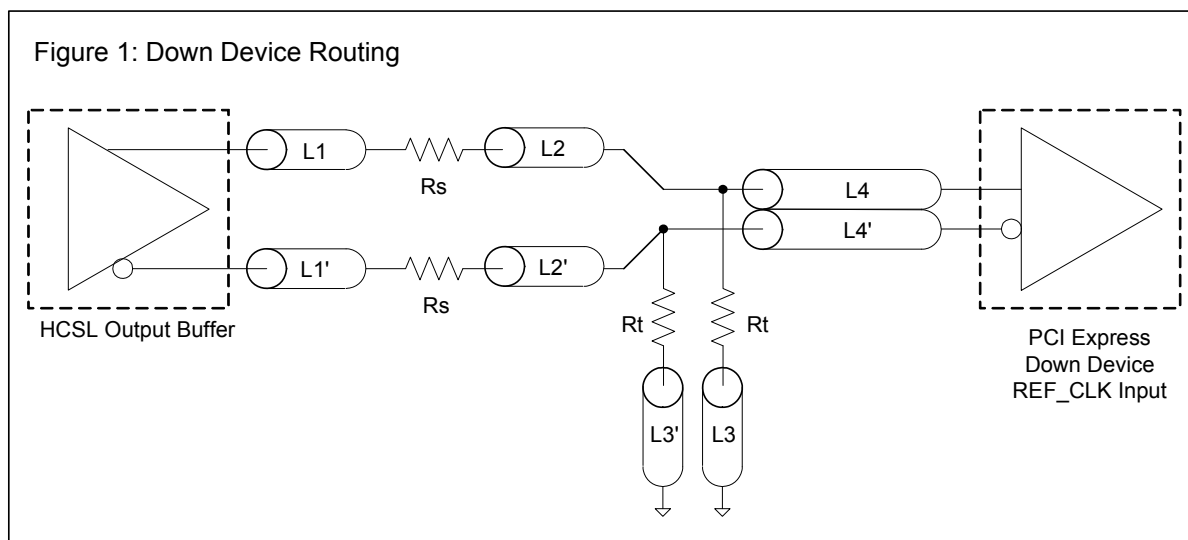 Figure 1: Down Device Routing
L1
Rs
L2
L4
L4'
L1'
Rs
L2'
HCSL Output Buffer
Rt
Rt
L3'
L3
PCI Express
Down Device
REF_CLK Input